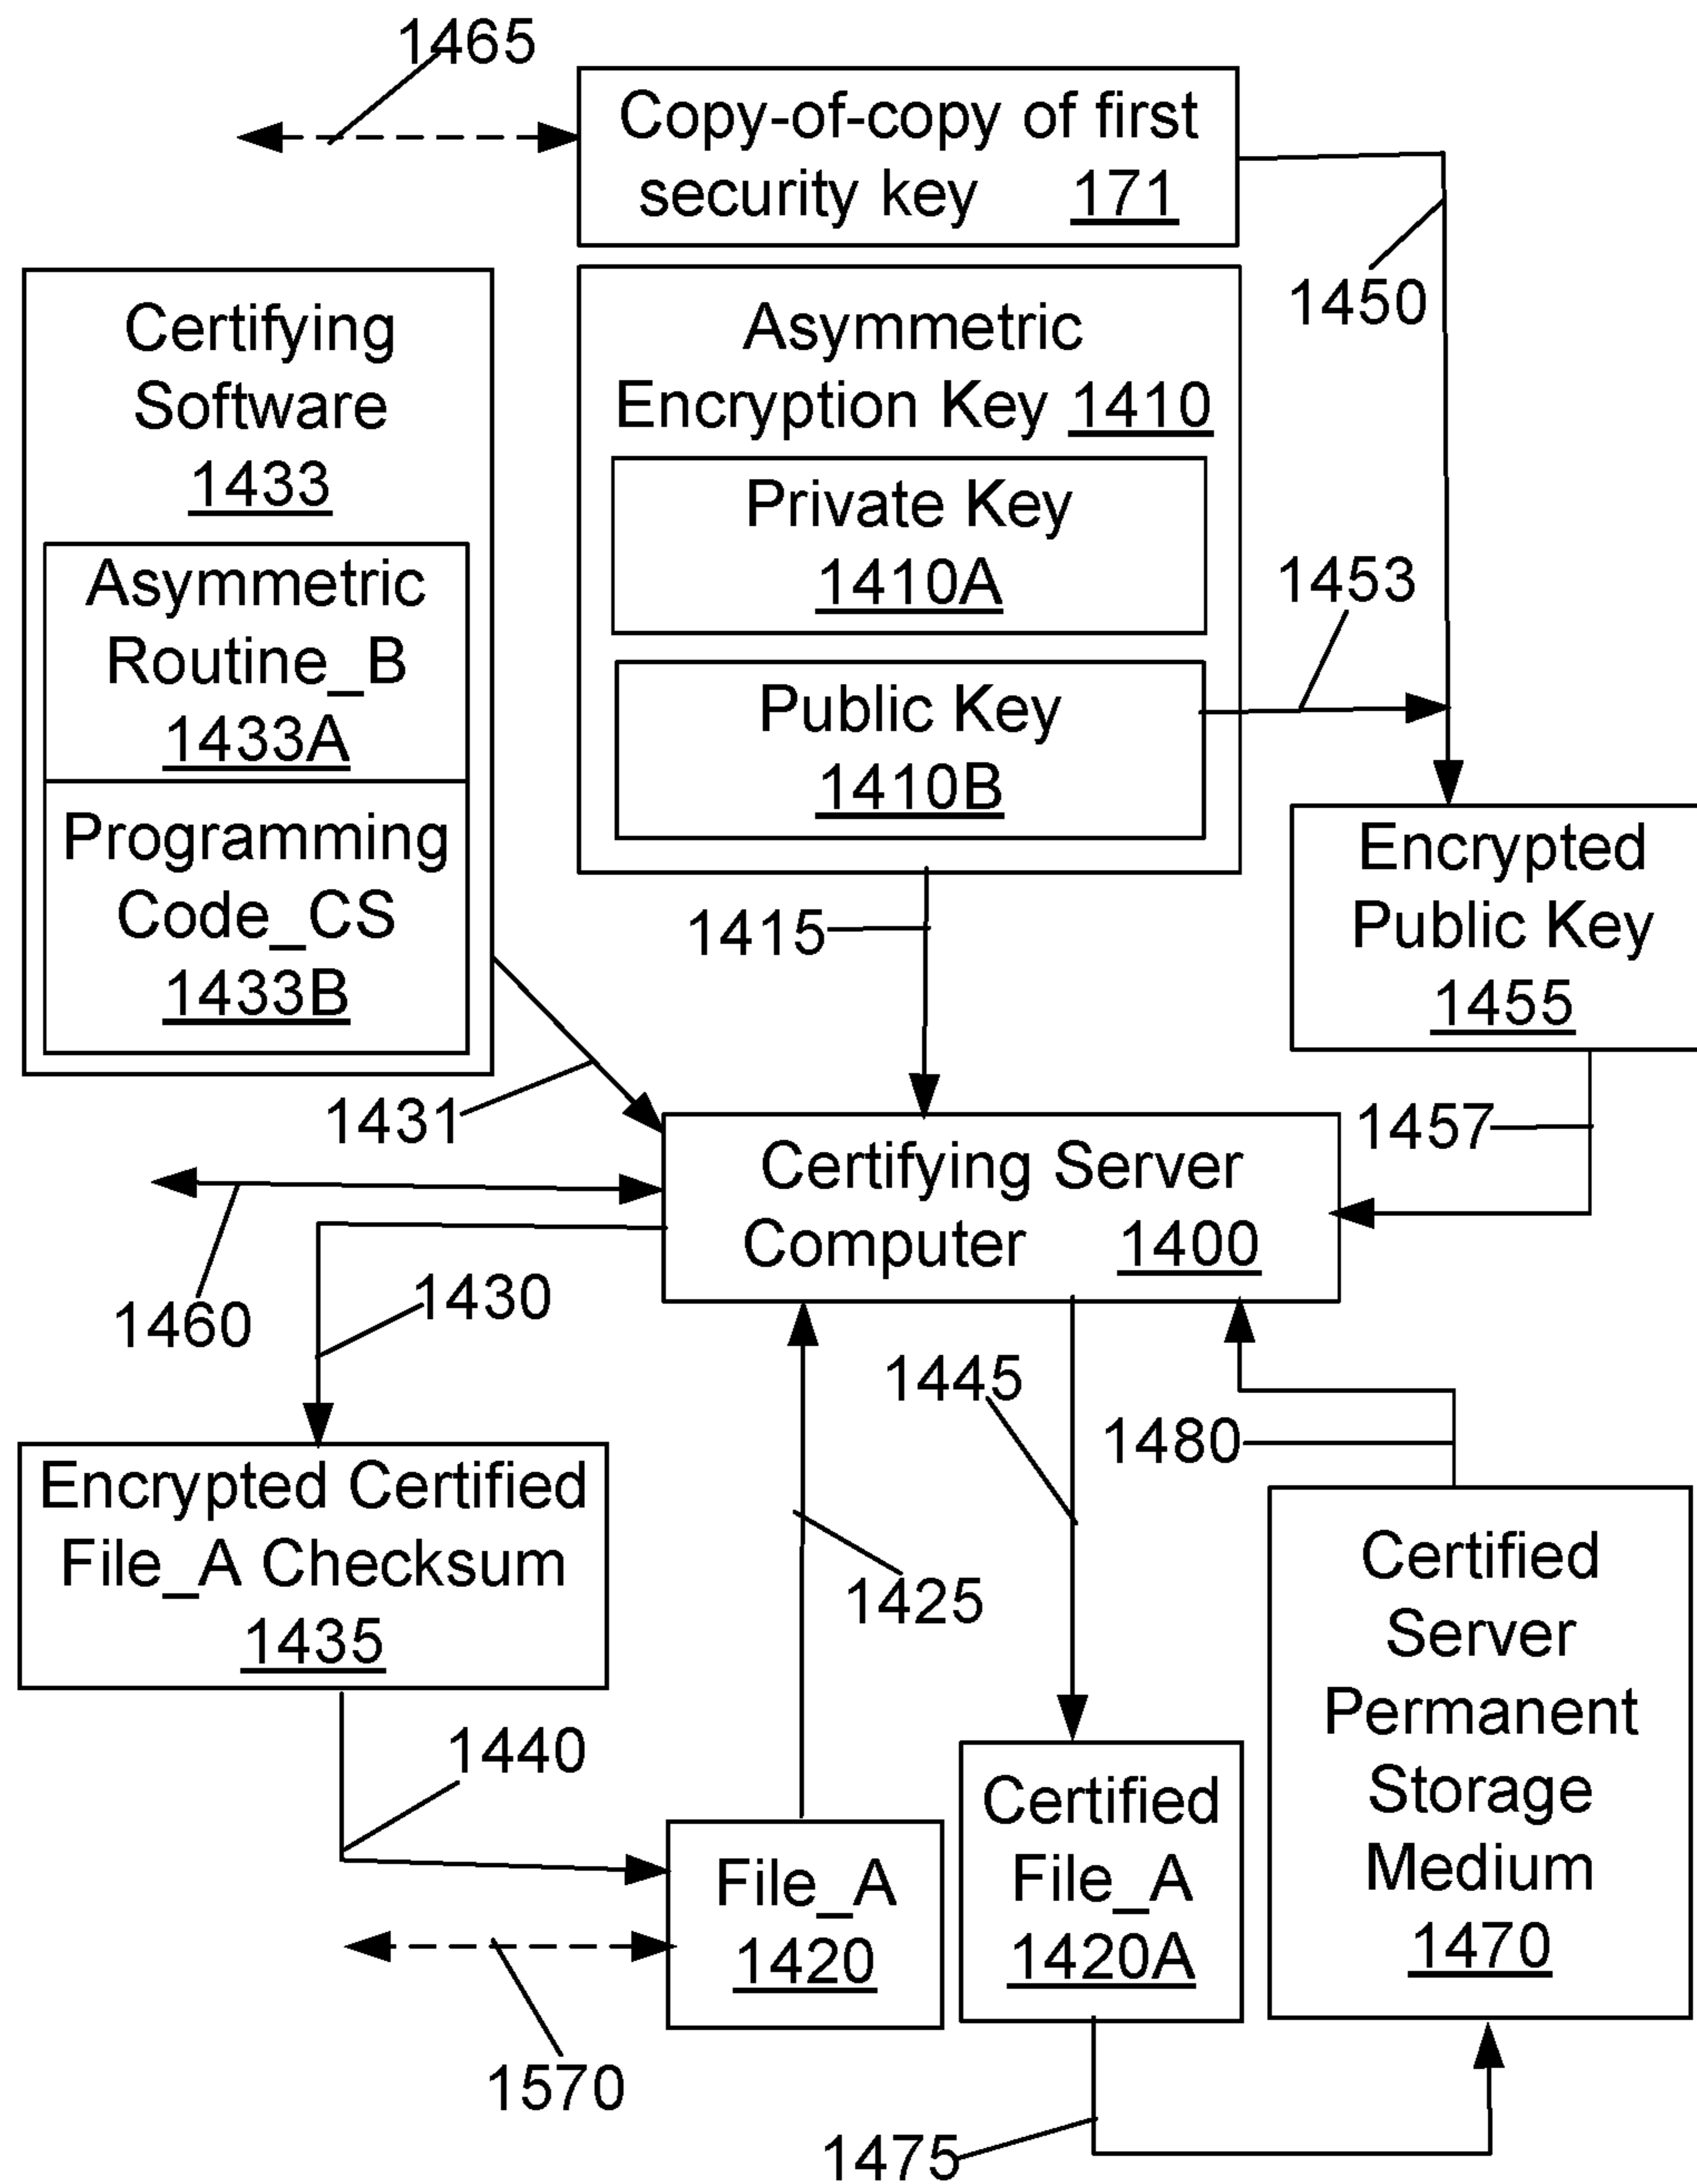 1465
Copy-of-copy of first
security key 171
1450
Certifying
Software
1433
Asymmetric
Routine_B
1433A
Programming
Code_CS
1433B
Asymmetric
Encryption Key 1410
Private Key
1410A
Public Key
1410B
1453
Encrypted
Public Key
1455
1415
1431
1457
Certifying Server
Computer 1400
1460
1430
1445
1480
Encrypted Certified
File_A Checksum
1435
1425
Certified
Server
Permanent
Storage
Medium
1470
1440
File_A
1420
Certified
File_A
1420A
1570
1475